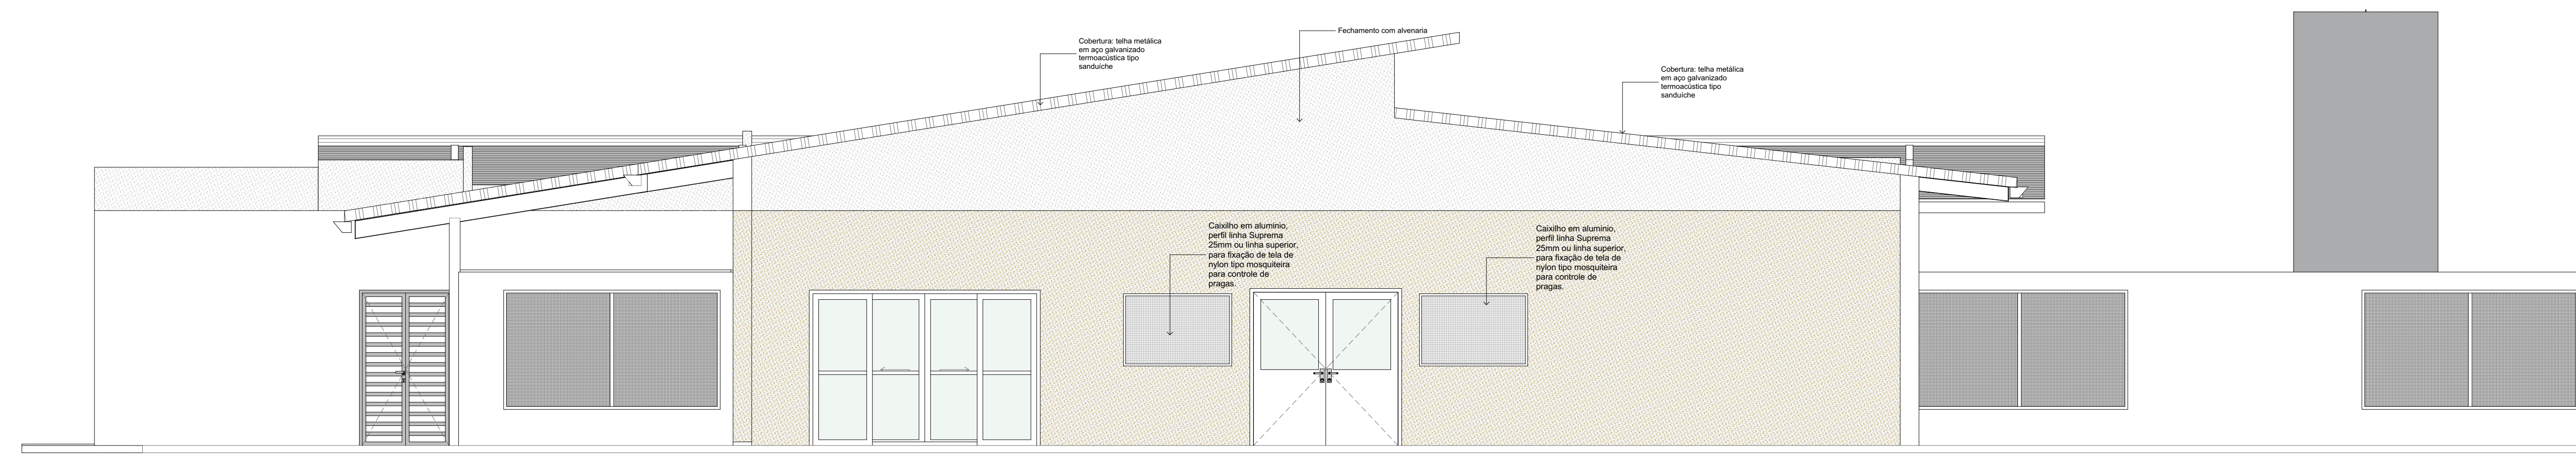 Cobertura: telha metálica
em aço galvanizado
termoacústica tipo
sanduíche
Fechamento com alvenaria
Cobertura: telha metálica
em aço galvanizado
termoacústica tipo
sanduíche
Caixilho em alumínio,
perfil linha Suprema
25mm ou linha superior,
para fixação de tela de
nylon tipo mosquiteira
para controle de
pragas.
Caixilho em alumínio,
perfil linha Suprema
25mm ou linha superior,
para fixação de tela de
nylon tipo mosquiteira
para controle de
pragas.